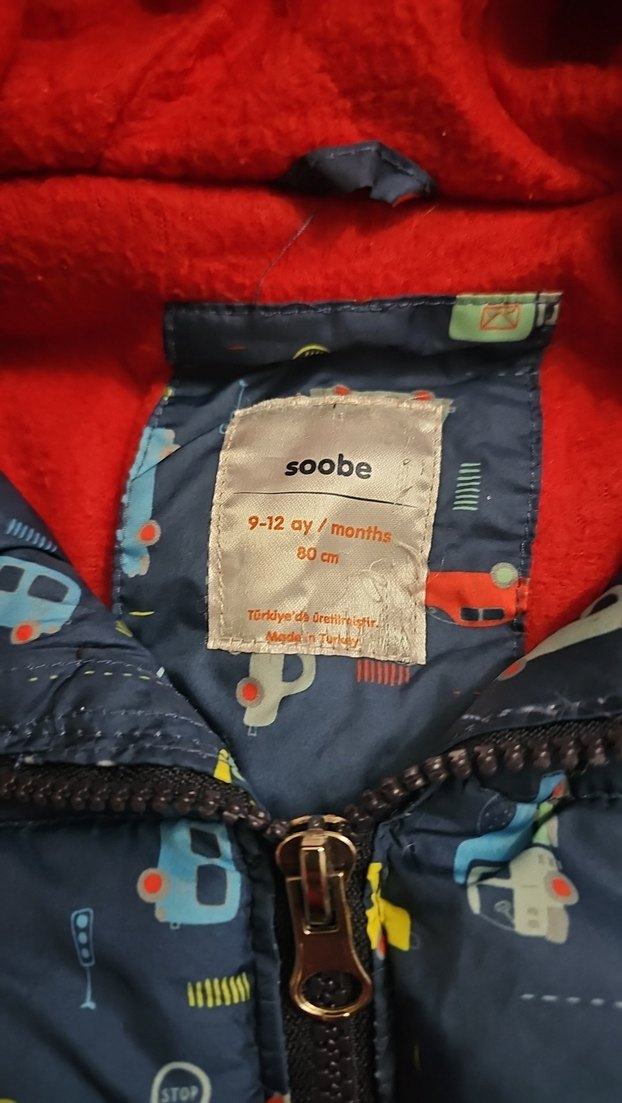 soobe
9-12 ay / months
80 cm
Türkiye'de üretilmiştir.
Made in Turkey
STOP